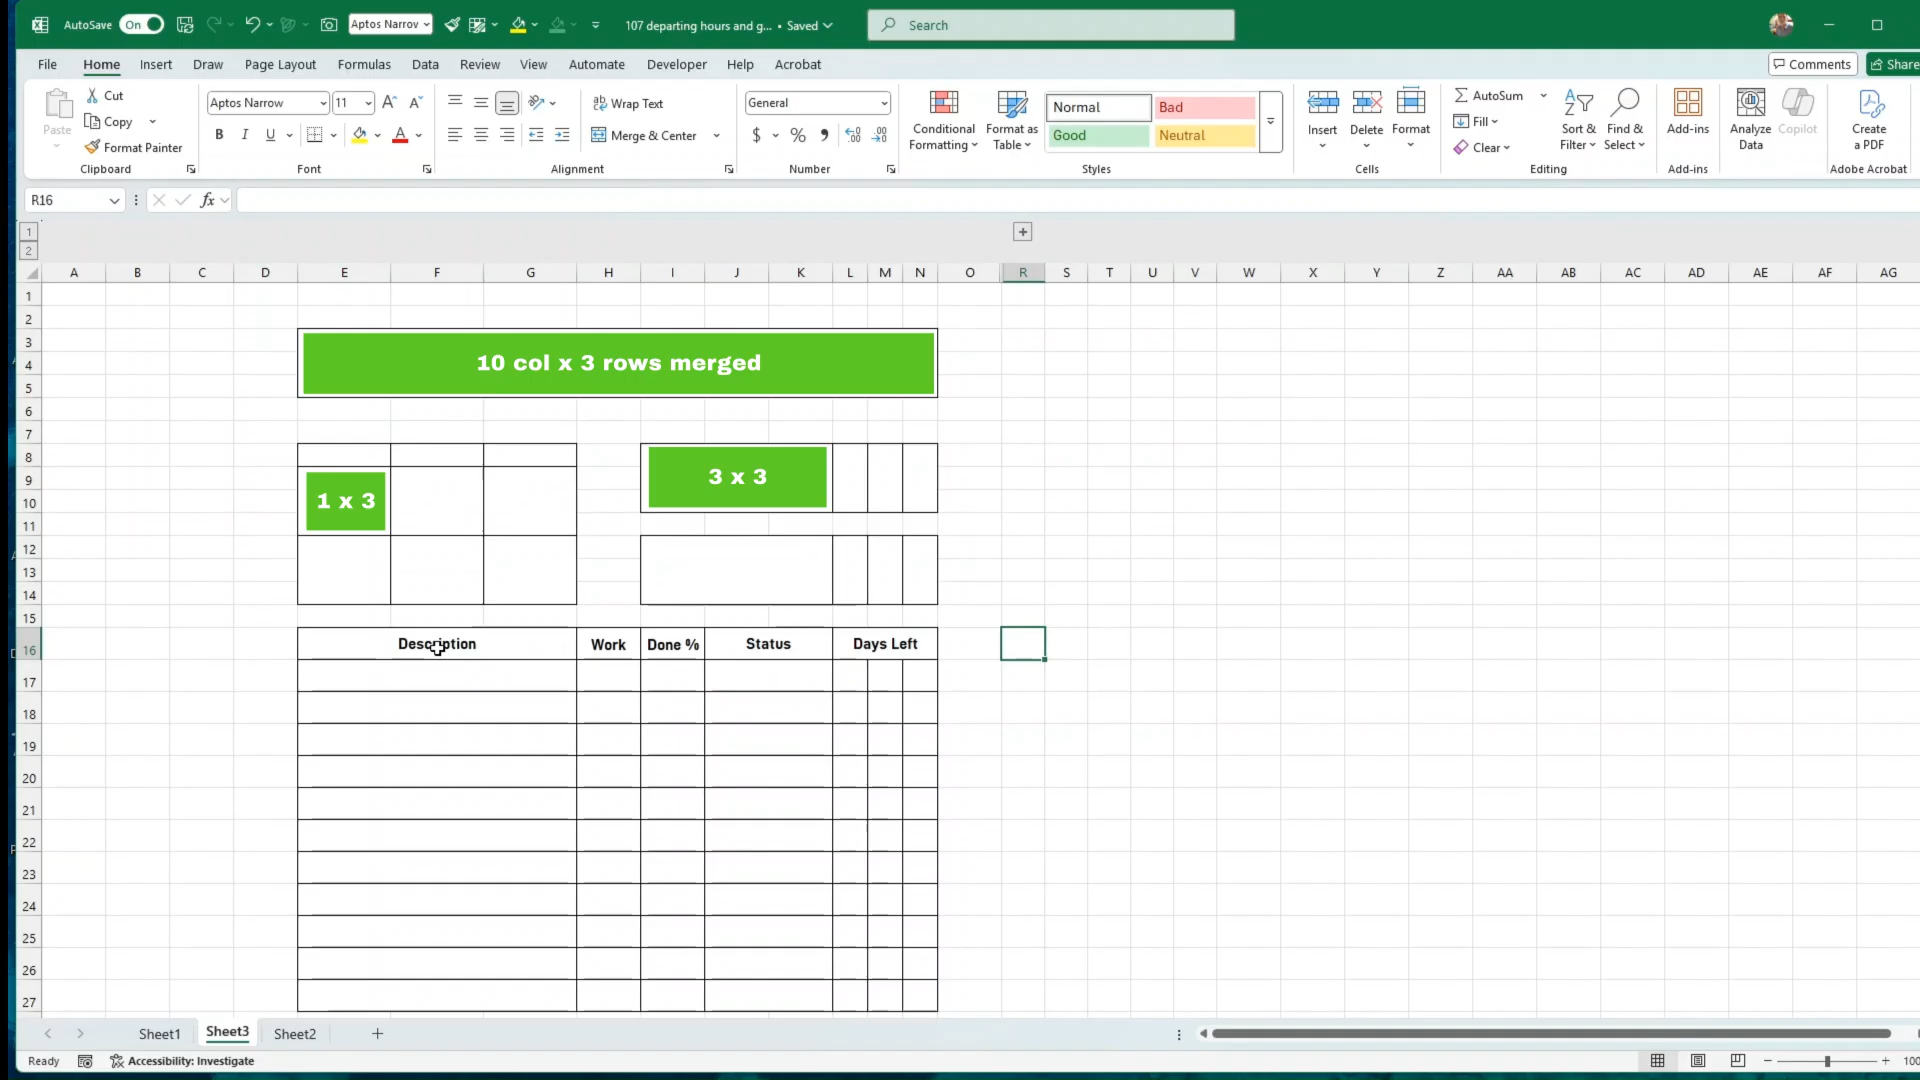 AutoSave On Aptos Narrov 107 departing hours and g... • Saved Search
File Home Insert Draw Page Layout Formulas Data Review View Automate Developer Help Acrobat Comments Share
Paste Cut Copy Format Painter Clipboard
Aptos Narrow 11 A A B I U A Font
Wrap Text Merge & Center Alignment
General $ % , Number
Conditional Formatting Format as Table Normal Bad Good Neutral Styles
Insert Delete Format Cells
AutoSum Fill Clear Sort & Filter Find & Select Editing
Add-ins Add-ins
Analyze Data Copilot
Create a PDF Adobe Acrobat
R16 fx
1
2
A B C D E F G H I J K L M N O R S T U V W X Y Z AA AB AC AD AE AF AG
1
2
3
4 10 col x 3 rows merged
5
6
7
8
9 3 x 3
10 1 x 3
11
12
13
14
15
16 Description Work Done % Status Days Left
17
18
19
20
21
22
23
24
25
26
27
Sheet1 Sheet3 Sheet2
Ready Accessibility: Investigate 100